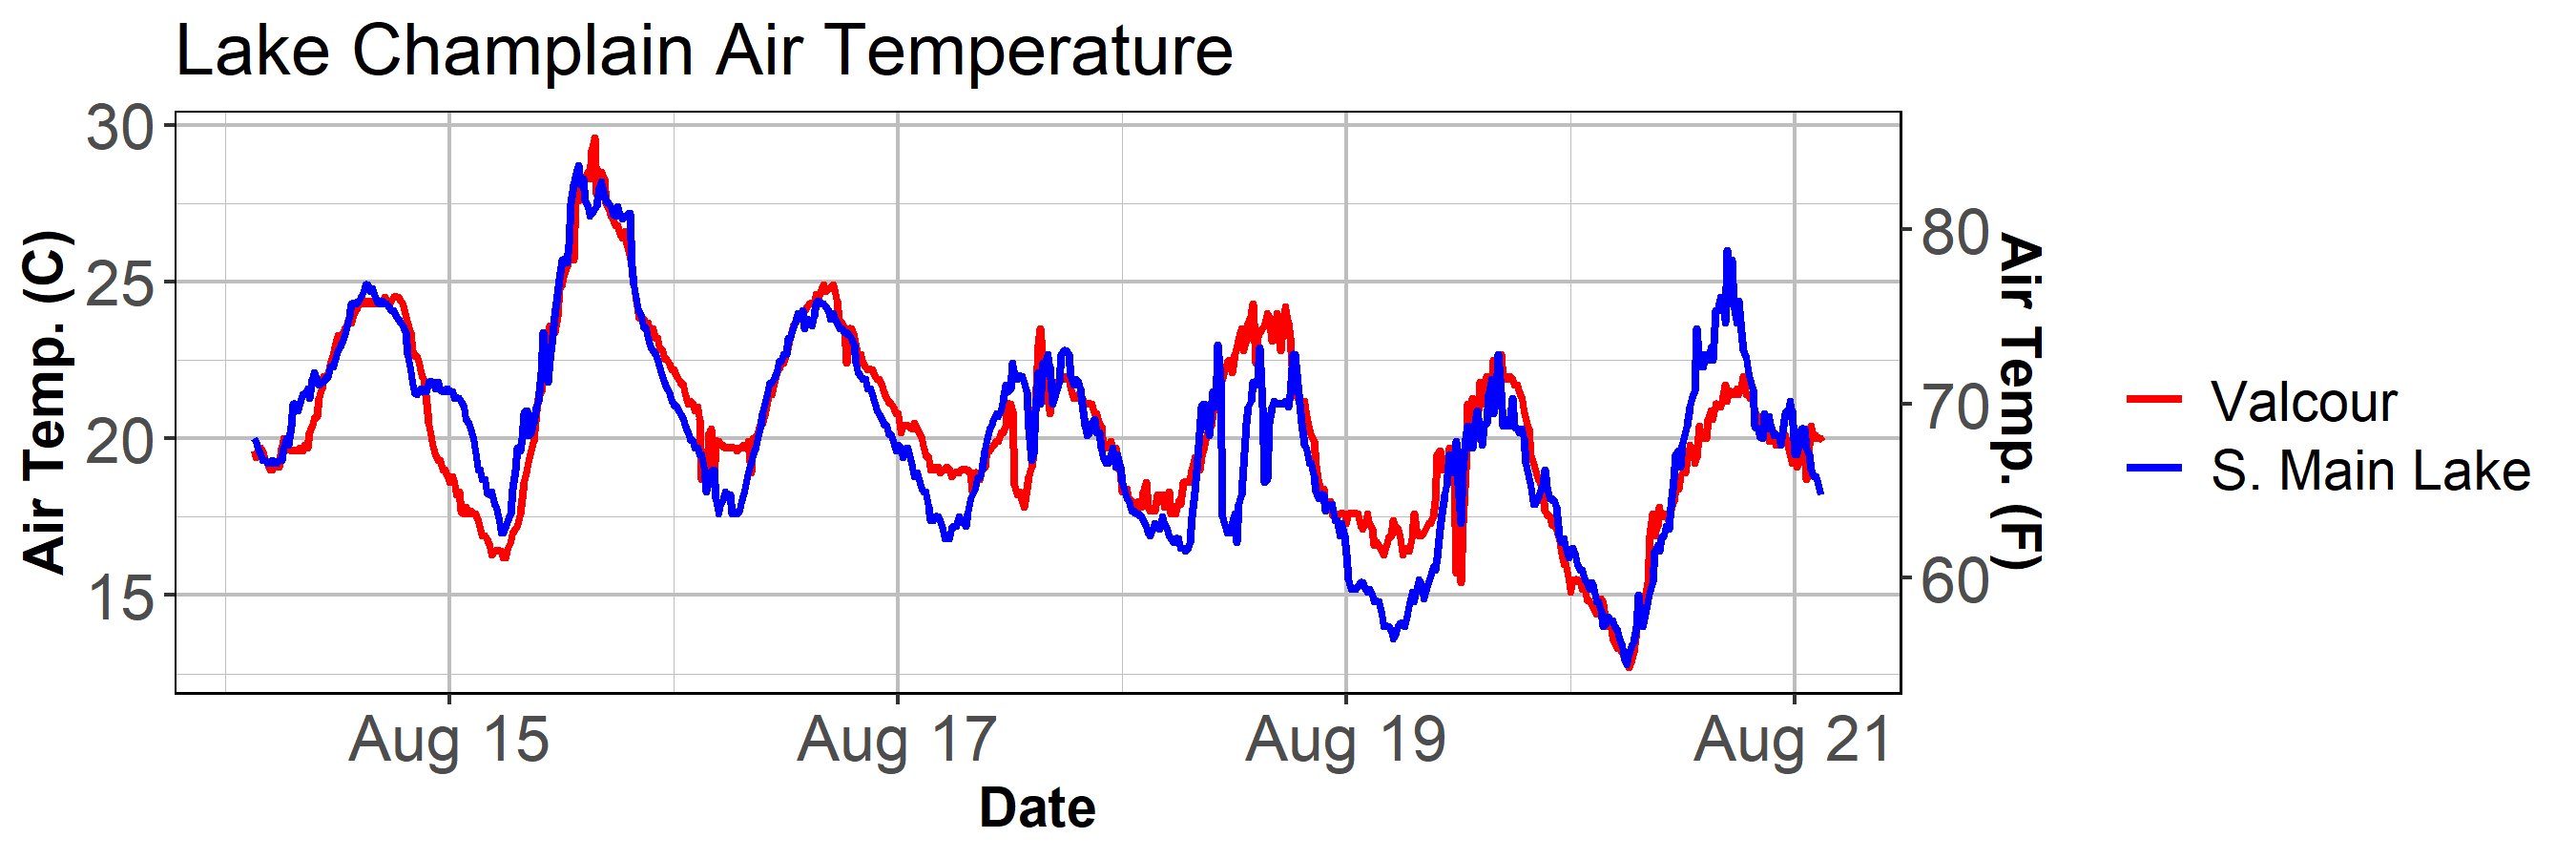 Lake Champlain Air Temperature
Air Temp. (C)
30
25
20
15
80
70
60
Air Temp. (F)
Aug 15
Aug 17
Aug 19
Aug 21
Date
Valcour
S. Main Lake